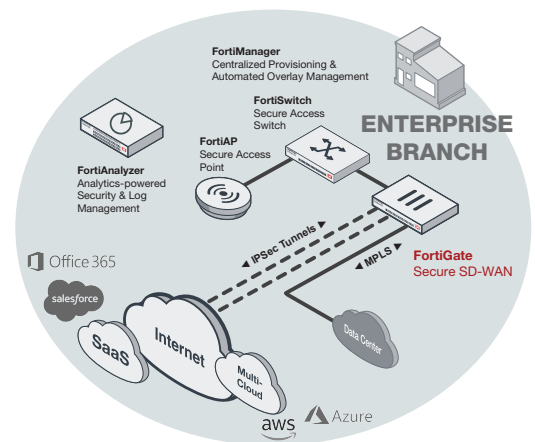 FortiManager
Centralized Provisioning &
Automated Overlay Management
FortiSwitch
Secure Access
Switch
ENTERPRISE
BRANCH
FortiAP
Secure Access
Point
FortiAnalyzer
Analytics-powered
Security & Log
Management
◄ IPSec Tunnels ►
◄ MPLS ►
FortiGate
Secure SD-WAN
Office 365
salesforce
SaaS
Internet
Multi-
Cloud
Data Center
aws
Azure